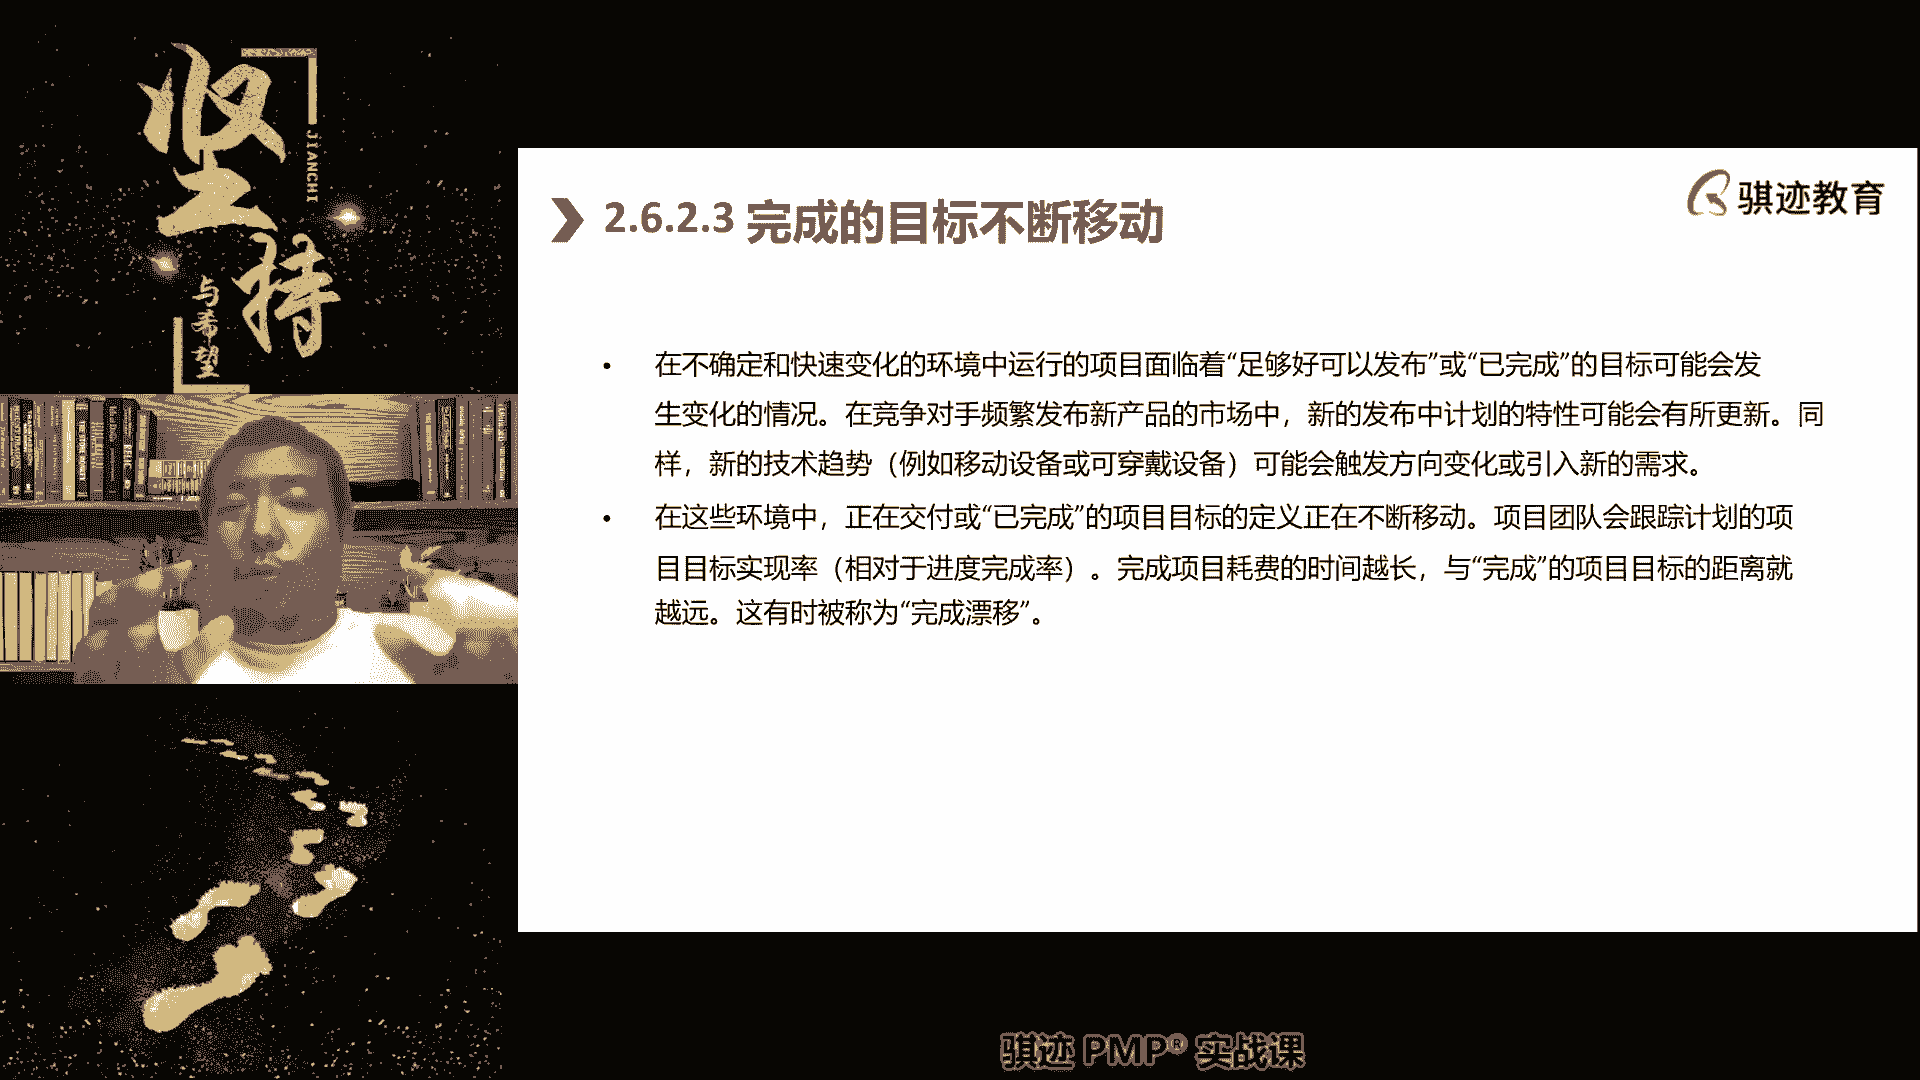 坚
持
JIANCHI
与希望
骐迹教育
2.6.2.3 完成的目标不断移动
• 在不确定和快速变化的环境中运行的项目面临着“足够好可以发布”或“已完成”的目标可能会发
生变化的情况。在竞争对手频繁发布新产品的市场中，新的发布中计划的特性可能会有所更新。同
样，新的技术趋势（例如移动设备或可穿戴设备）可能会触发方向变化或引入新的需求。
• 在这些环境中，正在交付或“已完成”的项目目标的定义正在不断移动。项目团队会跟踪计划的项
目目标实现率（相对于进度完成率）。完成项目耗费的时间越长，与“完成”的项目目标的距离就
越远。这有时被称为“完成漂移”。
骐迹 PMP® 实战课